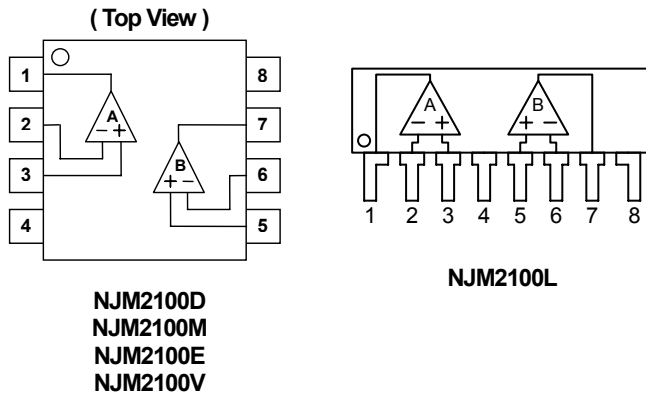 ( Top View )
1
8
A
- +
2
7
B
+ -
3
6
4
5
NJM2100D
NJM2100M
NJM2100E
NJM2100V
A
- +
B
+ -
1 2 3 4 5 6 7 8
NJM2100L